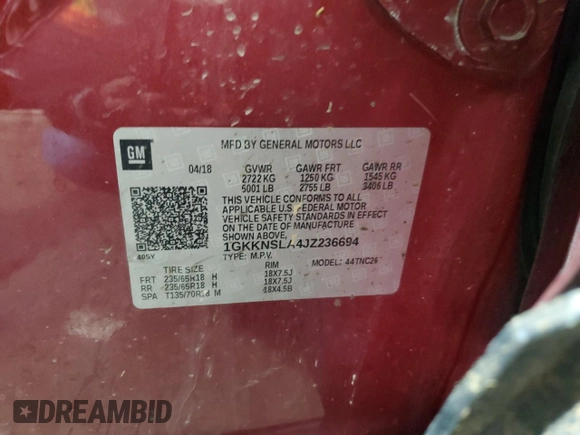 MFD BY GENERAL MOTORS LLC
GM
04/18 GVWR GAWR FRT GAWR RR
2722 KG 1250 KG 1545 KG
5001 LB 2755 LB 3406 LB
THIS VEHICLE CONFORMS TO ALL
APPLICABLE U.S. FEDERAL MOTOR
VEHICLE SAFETY STANDARDS IN EFFECT
ON THE DATE OF MANUFACTURE
SHOWN ABOVE.
1GKKNSLA4JZ236694
TYPE: M.P.V. MODEL: 44TNC26
TIRE SIZE RIM
FRT 235/65R18 H 18X7.5J
RR 235/65R18 H 18X7.5J
SPA T135/70R18 M 18X4.5B
DREAMBID